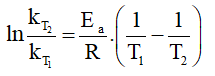 ln k_{T_2} / k_{T_1} = E_a / R . (1 / T_1 − 1 / T_2)